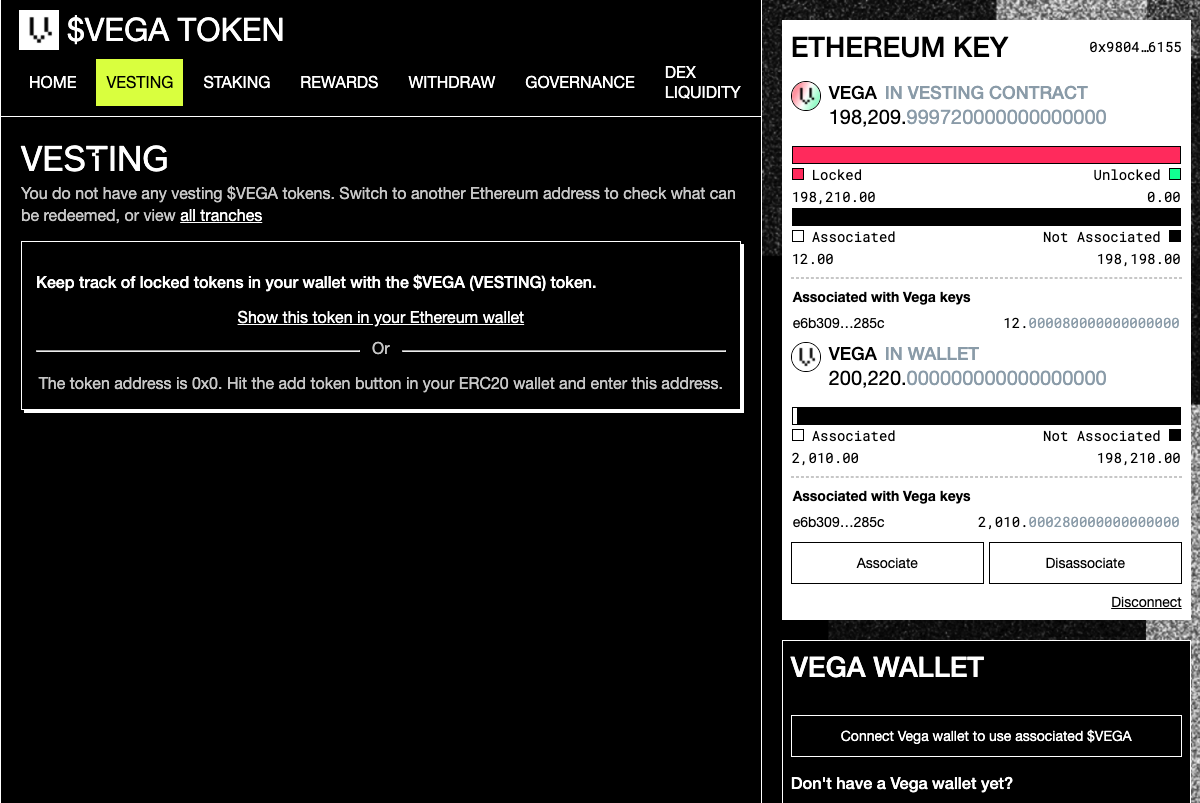 $VEGA TOKEN
HOME VESTING STAKING REWARDS WITHDRAW GOVERNANCE DEX LIQUIDITY
VESTING
You do not have any vesting $VEGA tokens. Switch to another Ethereum address to check what can
be redeemed, or view all tranches
Keep track of locked tokens in your wallet with the $VEGA (VESTING) token.
Show this token in your Ethereum wallet
Or
The token address is 0x0. Hit the add token button in your ERC20 wallet and enter this address.
ETHEREUM KEY 0x9804…6155
VEGA IN VESTING CONTRACT
198,209.999720000000000000
Locked Unlocked
198,210.00 0.00
Associated Not Associated
12.00 198,198.00
Associated with Vega keys
e6b309…285c 12.000080000000000000
VEGA IN WALLET
200,220.000000000000000000
Associated Not Associated
2,010.00 198,210.00
Associated with Vega keys
e6b309…285c 2,010.000280000000000000
Associate Disassociate
Disconnect
VEGA WALLET
Connect Vega wallet to use associated $VEGA
Don't have a Vega wallet yet?